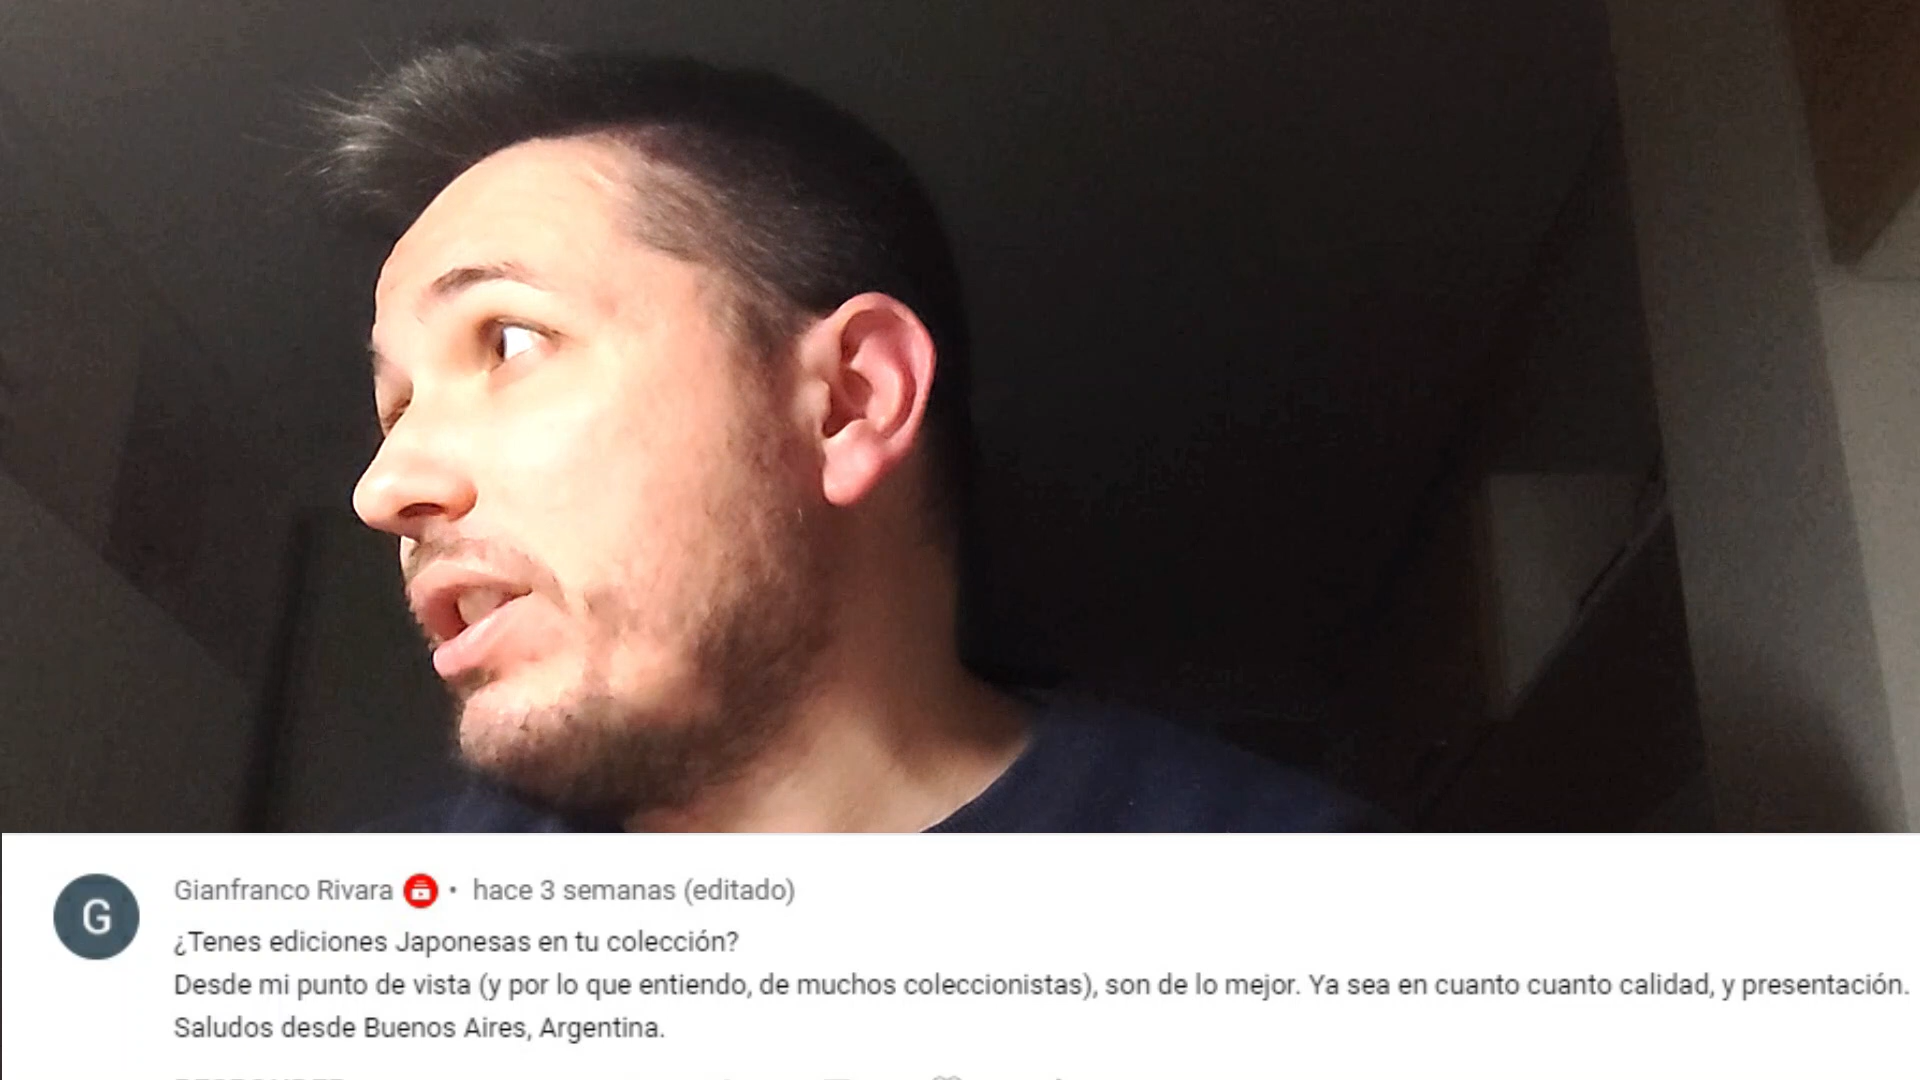 G
Gianfranco Rivara • hace 3 semanas (editado)
¿Tenes ediciones Japonesas en tu colección?
Desde mi punto de vista (y por lo que entiendo, de muchos coleccionistas), son de lo mejor. Ya sea en cuanto cuanto calidad, y presentación.
Saludos desde Buenos Aires, Argentina.